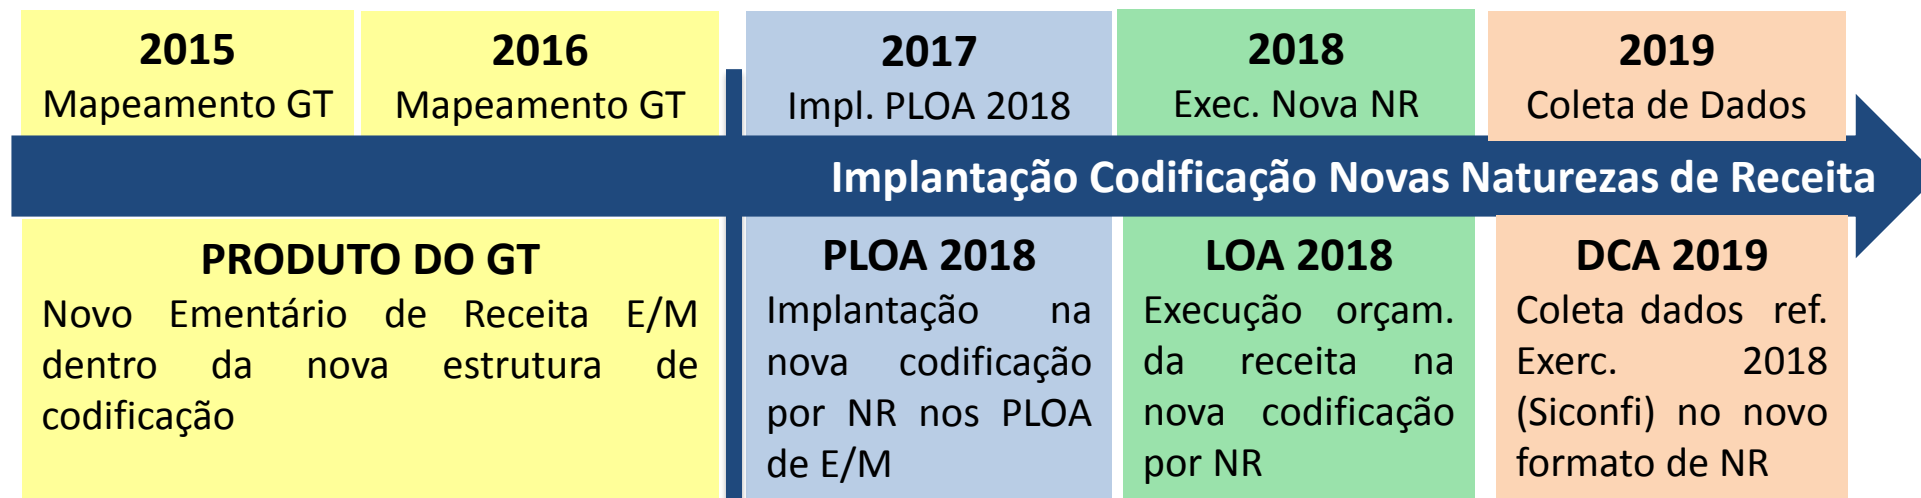 2015
Mapeamento GT
2016
Mapeamento GT
2017
Impl. PLOA 2018
2018
Exec. Nova NR
2019
Coleta de Dados
Implantação Codificação Novas Naturezas de Receita
PRODUTO DO GT
Novo Ementário de Receita E/M
dentro da nova estrutura de
codificação
PLOA 2018
Implantação na
nova codificação
por NR nos PLOA
de E/M
LOA 2018
Execução orçam.
da receita na
nova codificação
por NR
DCA 2019
Coleta dados ref.
Exerc. 2018
(Siconfi) no novo
formato de NR